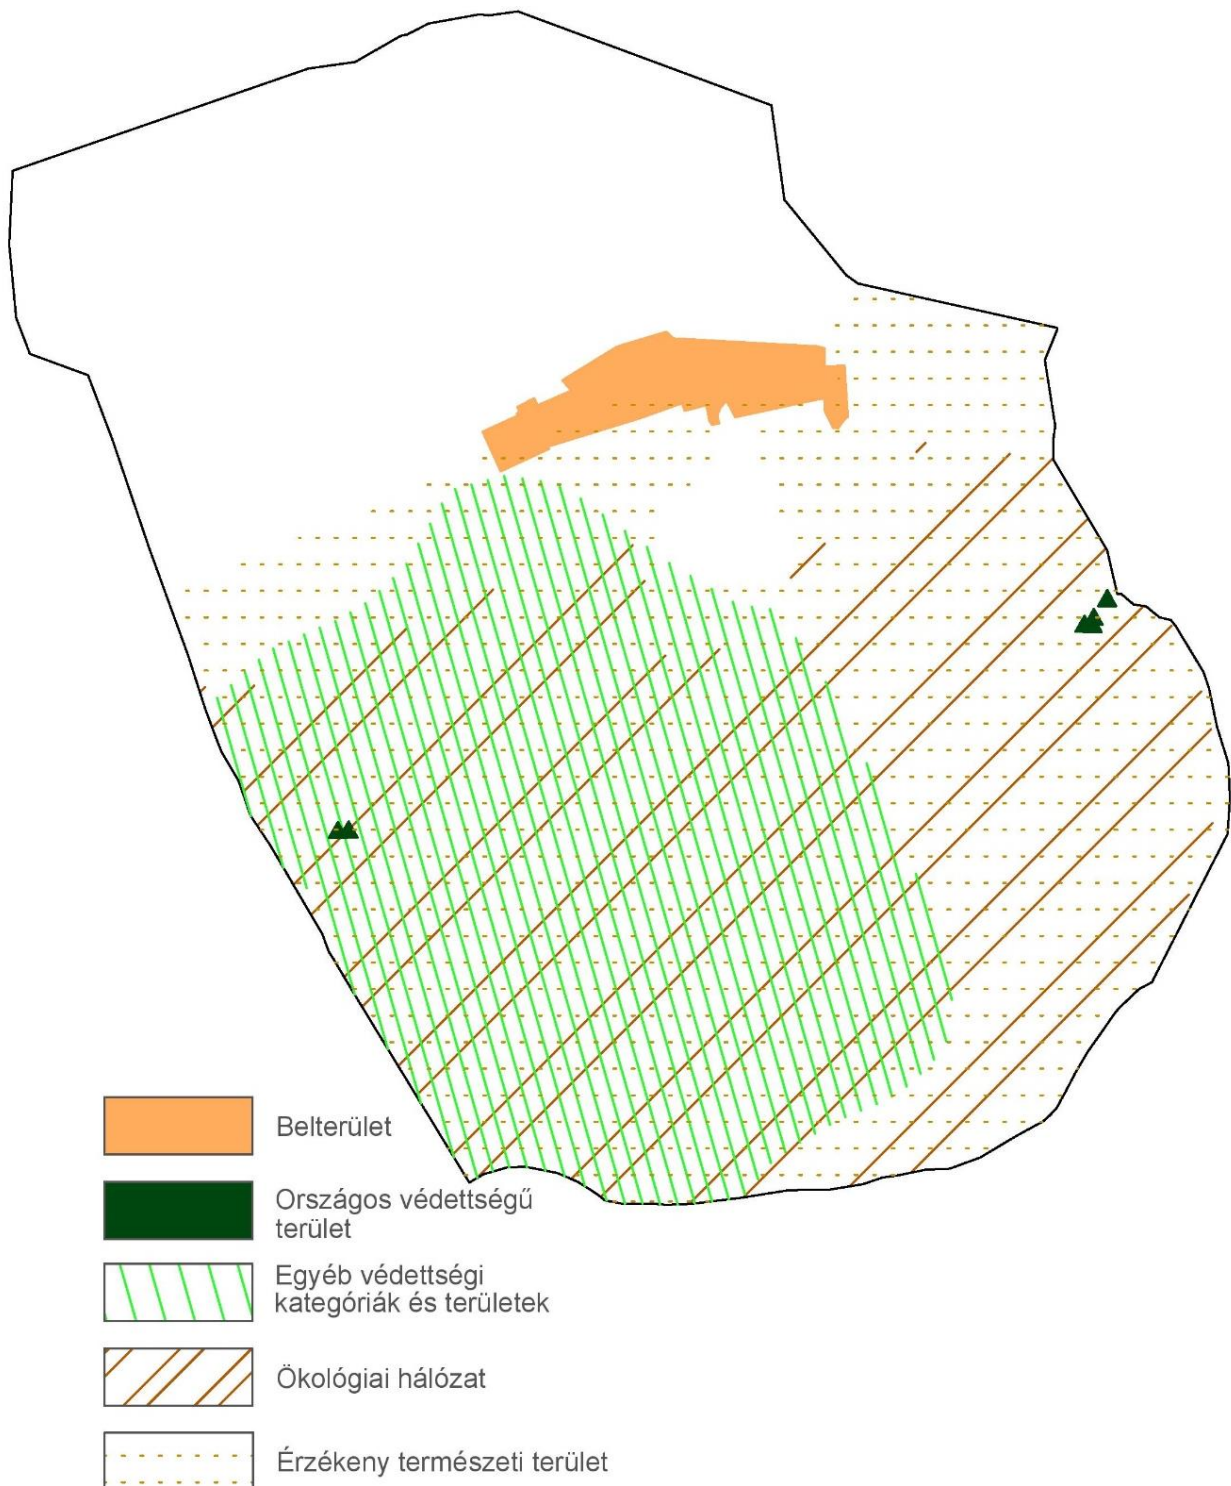 Belterület
Országos védettségű
terület
Egyéb védettségi
kategóriák és területek
Ökológiai hálózat
Érzékeny természeti terület